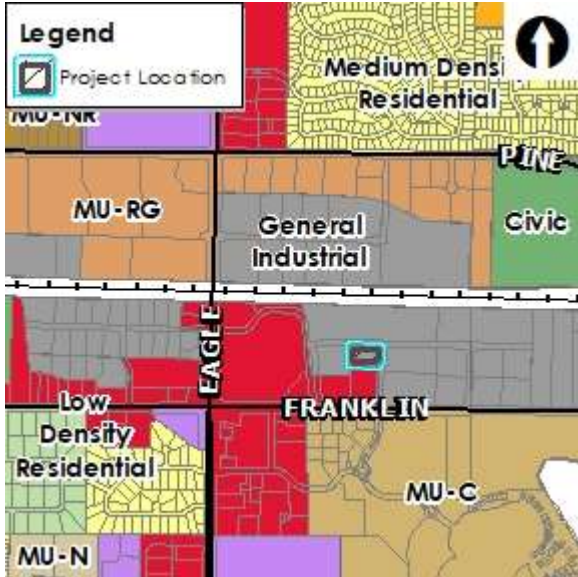 Legend
Project Location
Medium Densi
Residential
MU-NR
PINE
MU-RG
General
Industrial
Civic
EAGLE
FRANKLIN
Low
Density
Residential
MU-C
MU-N